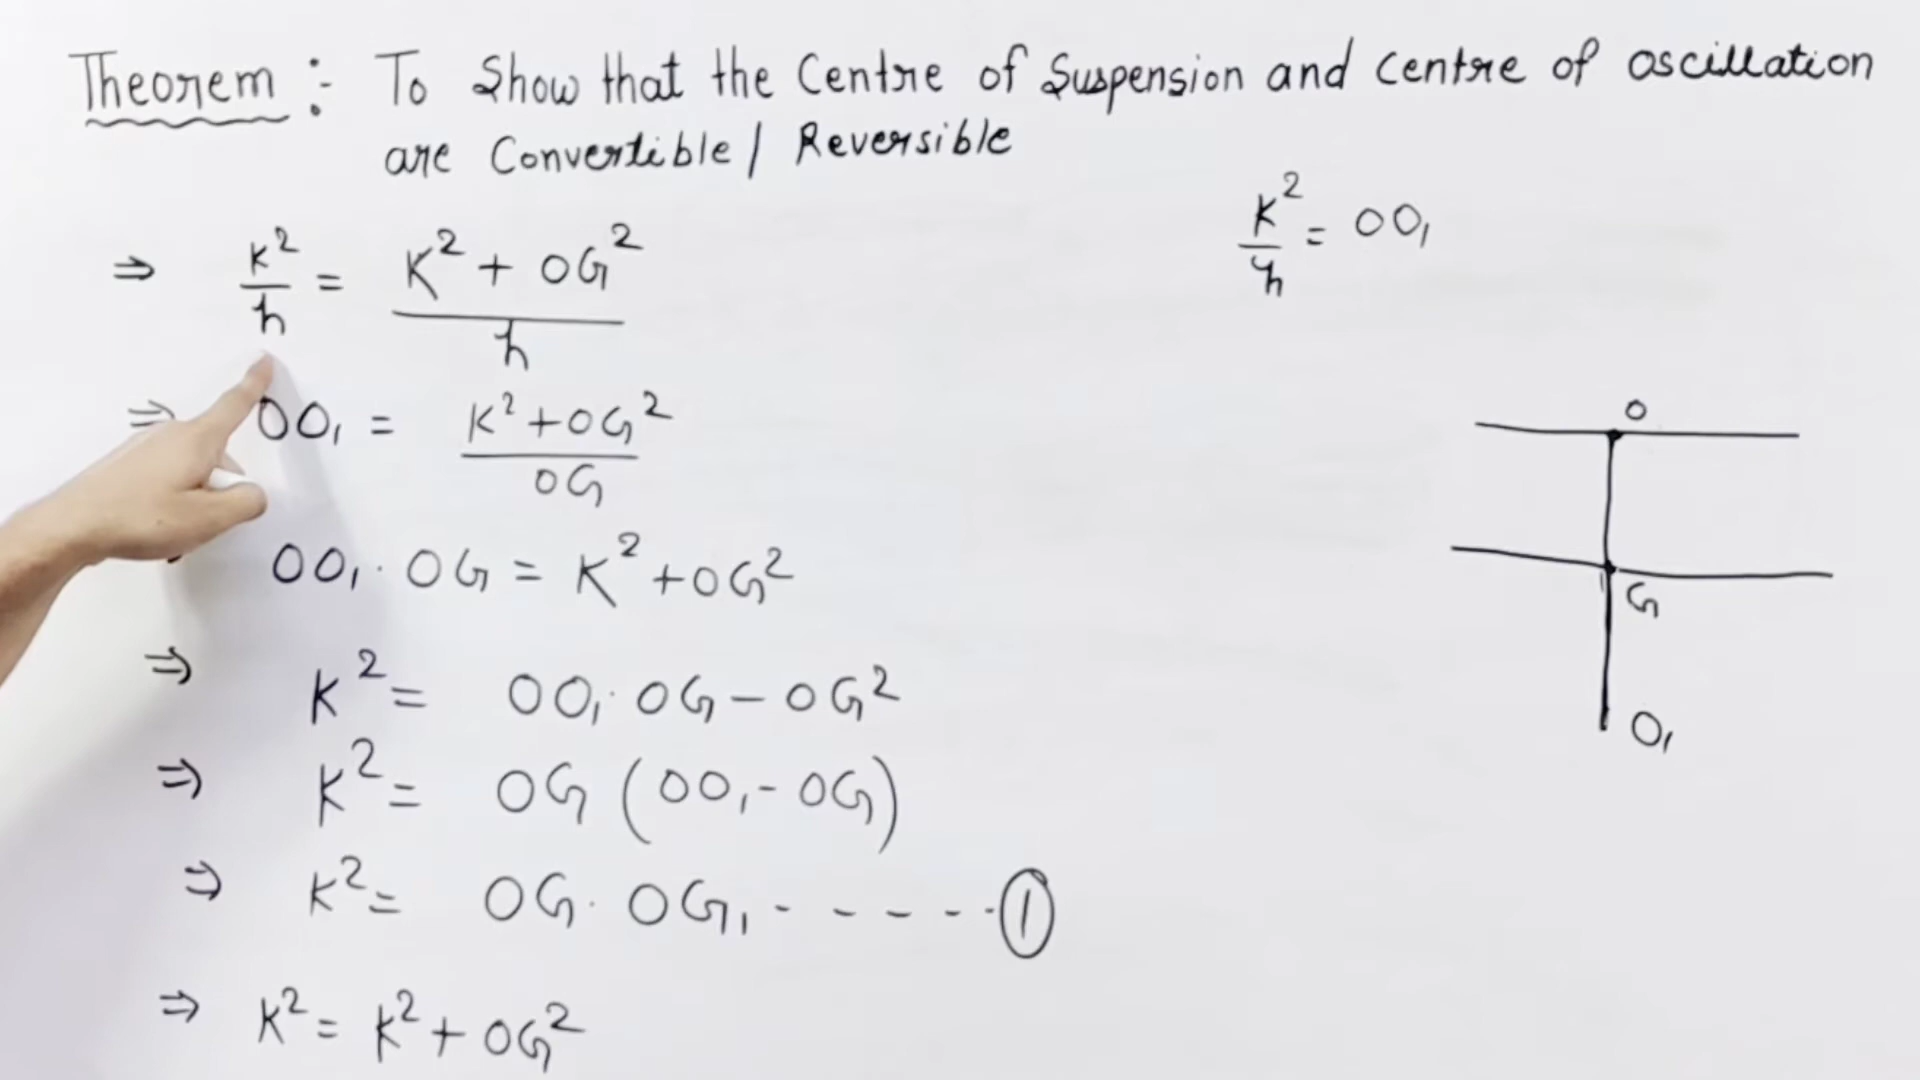 Theorem :- To Show that the Centre of Suspension and centre of oscillation
are Convertible / Reversible
K²/h = OO₁
⇒ K²/h = (K² + OG²)/h
⇒ OO₁ = (K² + OG²)/OG
OO₁ · OG = K² + OG²
⇒ K² = OO₁ · OG - OG²
⇒ K² = OG (OO₁ - OG)
⇒ K² = OG · OG₁ - - - - - ①
⇒ K² = K² + OG²
O
G
O₁